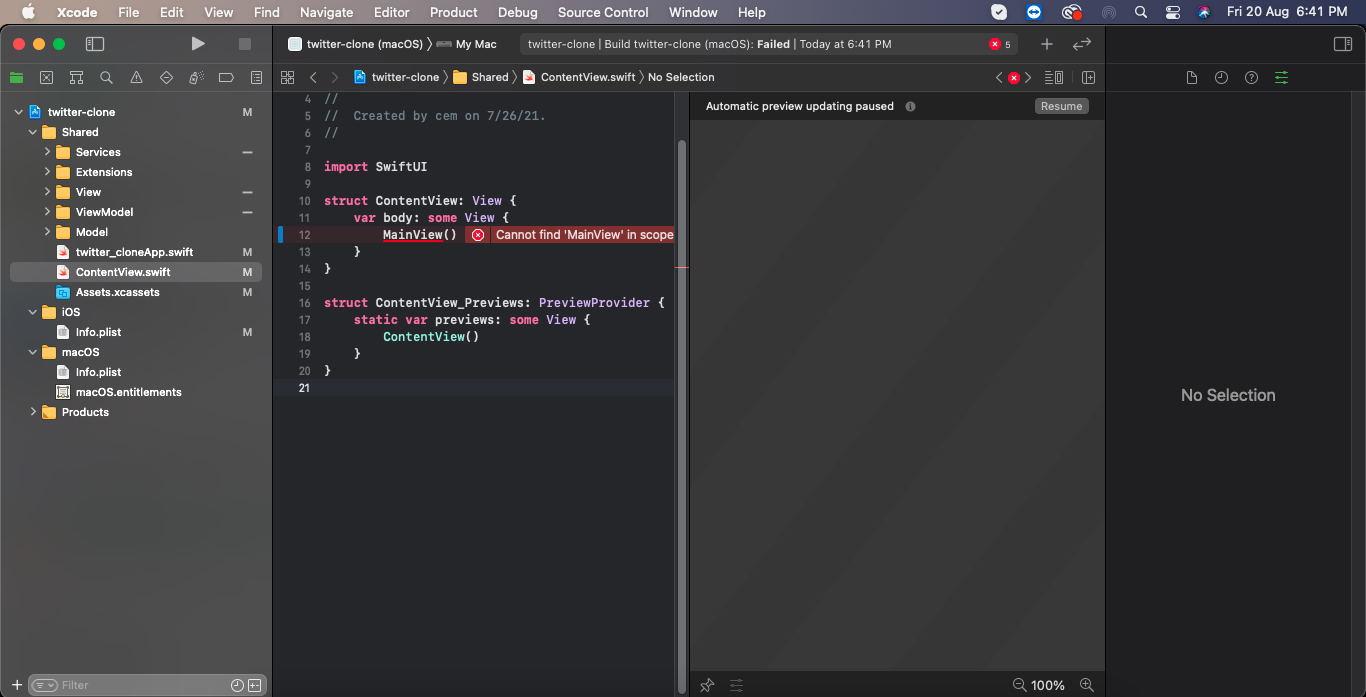 Xcode File Edit View Find Navigate Editor Product Debug Source Control Window Help Fri 20 Aug 6:41 PM
twitter-clone (macOS) My Mac twitter-clone | Build twitter-clone (macOS): Failed | Today at 6:41 PM 5
twitter-clone Shared ContentView.swift No Selection
twitter-clone M
Shared
Services
Extensions
View
ViewModel
Model
twitter_cloneApp.swift M
ContentView.swift M
Assets.xcassets M
iOS
Info.plist M
macOS
Info.plist
macOS.entitlements
Products
Filter
4 //
5 // Created by cem on 7/26/21.
6 //
7
8 import SwiftUI
9
10 struct ContentView: View {
11 var body: some View {
12 MainView() Cannot find 'MainView' in scope
13 }
14 }
15
16 struct ContentView_Previews: PreviewProvider {
17 static var previews: some View {
18 ContentView()
19 }
20 }
21
Automatic preview updating paused Resume
100%
No Selection